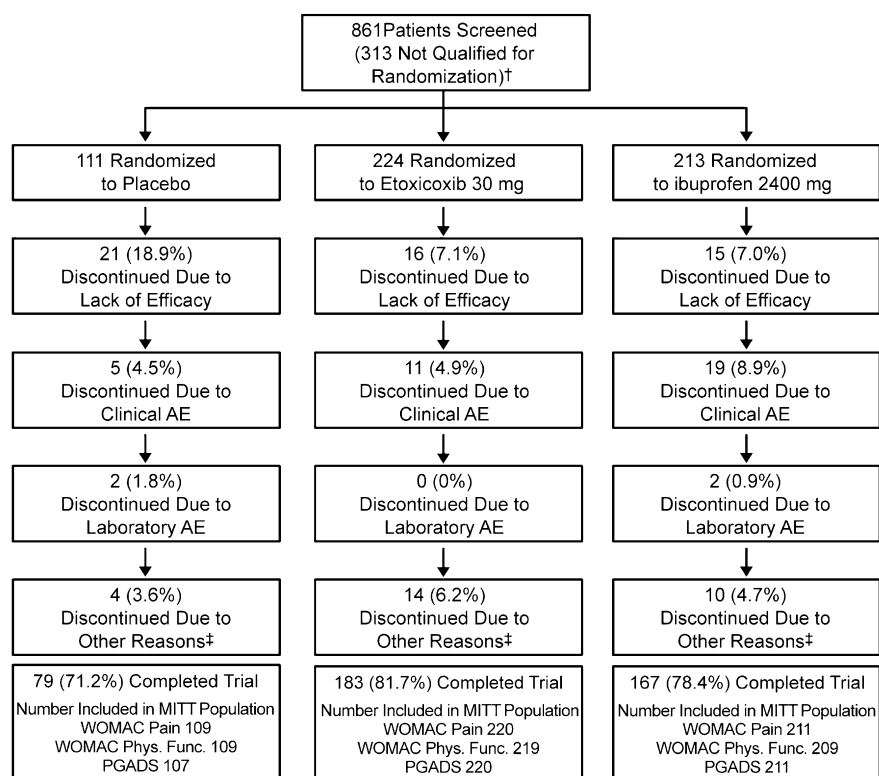 861Patients Screened
(313 Not Qualified for
Randomization)†
111 Randomized
to Placebo
224 Randomized
to Etoxicoxib 30 mg
213 Randomized
to ibuprofen 2400 mg
21 (18.9%)
Discontinued Due to
Lack of Efficacy
16 (7.1%)
Discontinued Due to
Lack of Efficacy
15 (7.0%)
Discontinued Due to
Lack of Efficacy
5 (4.5%)
Discontinued Due to
Clinical AE
11 (4.9%)
Discontinued Due to
Clinical AE
19 (8.9%)
Discontinued Due to
Clinical AE
2 (1.8%)
Discontinued Due to
Laboratory AE
0 (0%)
Discontinued Due to
Laboratory AE
2 (0.9%)
Discontinued Due to
Laboratory AE
4 (3.6%)
Discontinued Due to
Other Reasons‡
14 (6.2%)
Discontinued Due to
Other Reasons‡
10 (4.7%)
Discontinued Due to
Other Reasons‡
79 (71.2%) Completed Trial
Number Included in MITT Population
WOMAC Pain 109
WOMAC Phys. Func. 109
PGADS 107
183 (81.7%) Completed Trial
Number Included in MITT Population
WOMAC Pain 220
WOMAC Phys. Func. 219
PGADS 220
167 (78.4%) Completed Trial
Number Included in MITT Population
WOMAC Pain 211
WOMAC Phys. Func. 209
PGADS 211